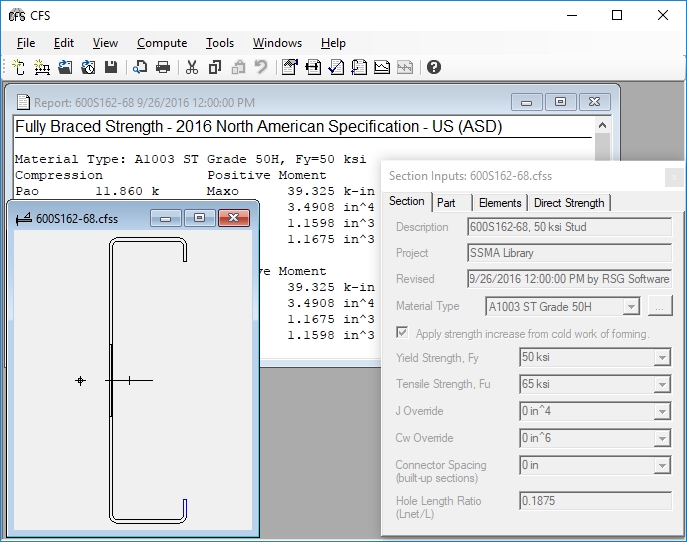 CFS
CFS
File Edit View Compute Tools Windows Help
Report: 600S162-68 9/26/2016 12:00:00 PM
Fully Braced Strength - 2016 North American Specification - US (ASD)
Material Type: A1003 ST Grade 50H, Fy=50 ksi
Compression Positive Moment
Pao 11.860 k Maxo 39.325 k-in
3.4908 in^4
1.1598 in^3
1.1675 in^3
ve Moment
39.325 k-in
3.4908 in^4
1.1675 in^3
1.1598 in^3
600S162-68.cfss
Section Inputs: 600S162-68.cfss
Section Part Elements Direct Strength
Description 600S162-68, 50 ksi Stud
Project SSMA Library
Revised 9/26/2016 12:00:00 PM by RSG Software
Material Type A1003 ST Grade 50H ...
Apply strength increase from cold work of forming.
Yield Strength, Fy 50 ksi
Tensile Strength, Fu 65 ksi
J Override 0 in^4
Cw Override 0 in^6
Connector Spacing 0 in
(built-up sections)
Hole Length Ratio 0.1875
(Lnet/L)